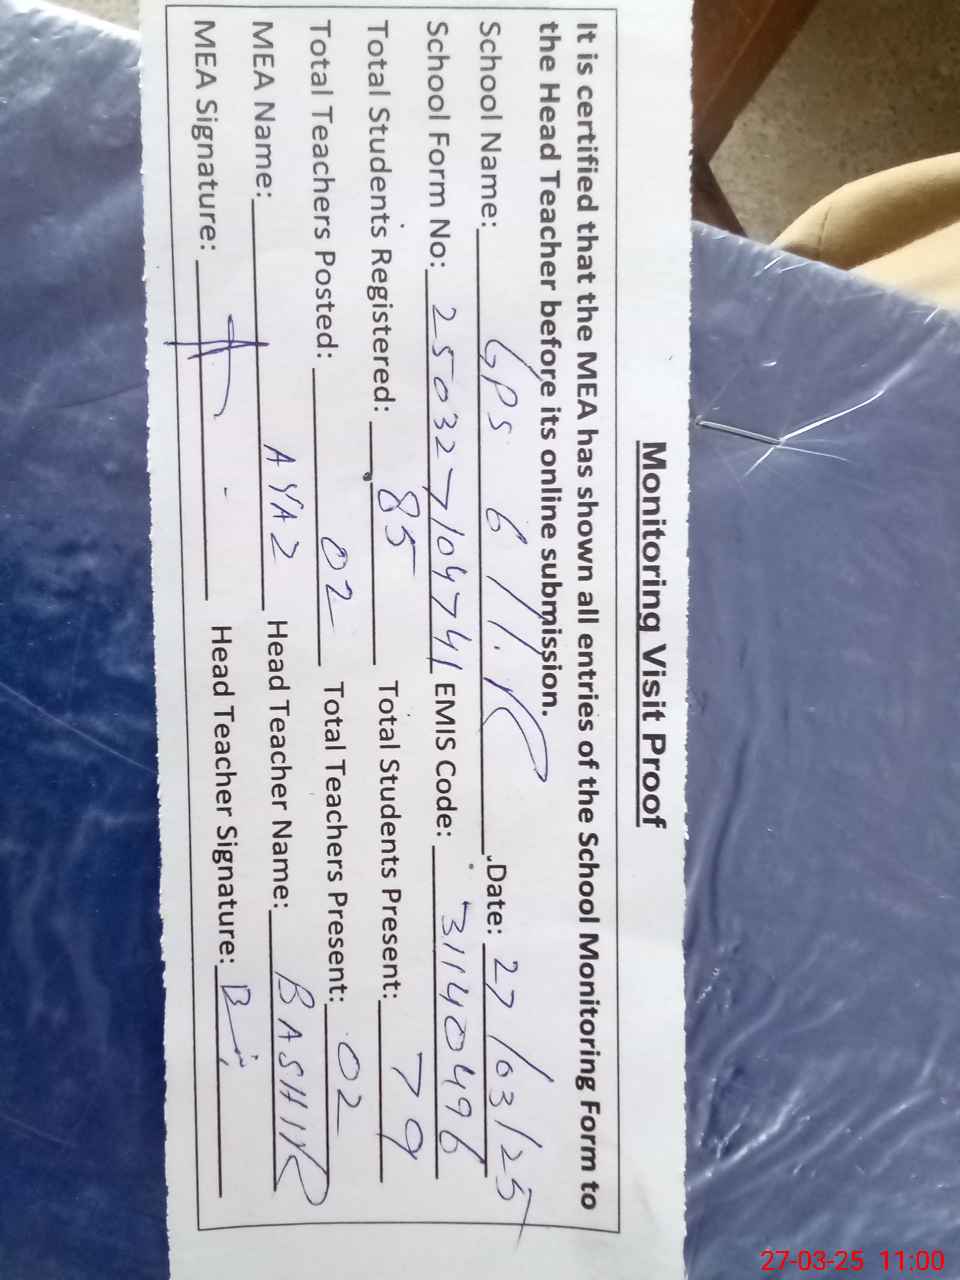 Monitoring Visit Proof
It is certified that the MEA has shown all entries of the School Monitoring Form to
the Head Teacher before its online submission.
School Name: GPS 6/1.R Date: 27/03/25
School Form No: 25032710474 1 EMIS Code: 31140496
Total Students Registered: 85 Total Students Present: 79
Total Teachers Posted: 02 Total Teachers Present: 02
MEA Name: AYAZ Head Teacher Name: BASHIR
MEA Signature: Head Teacher Signature:
27-03-25 11:00